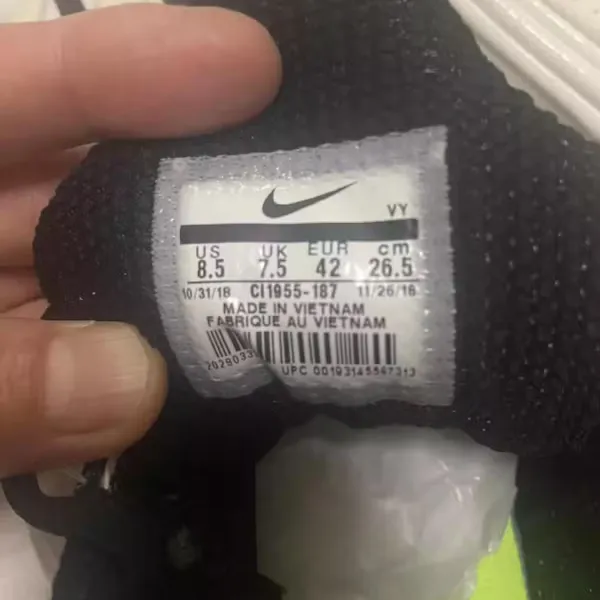 VY
US UK EUR cm
8.5 7.5 42 26.5
10/31/18 CI1955-187 11/26/18
MADE IN VIETNAM
FABRIQUE AU VIETNAM
UPC